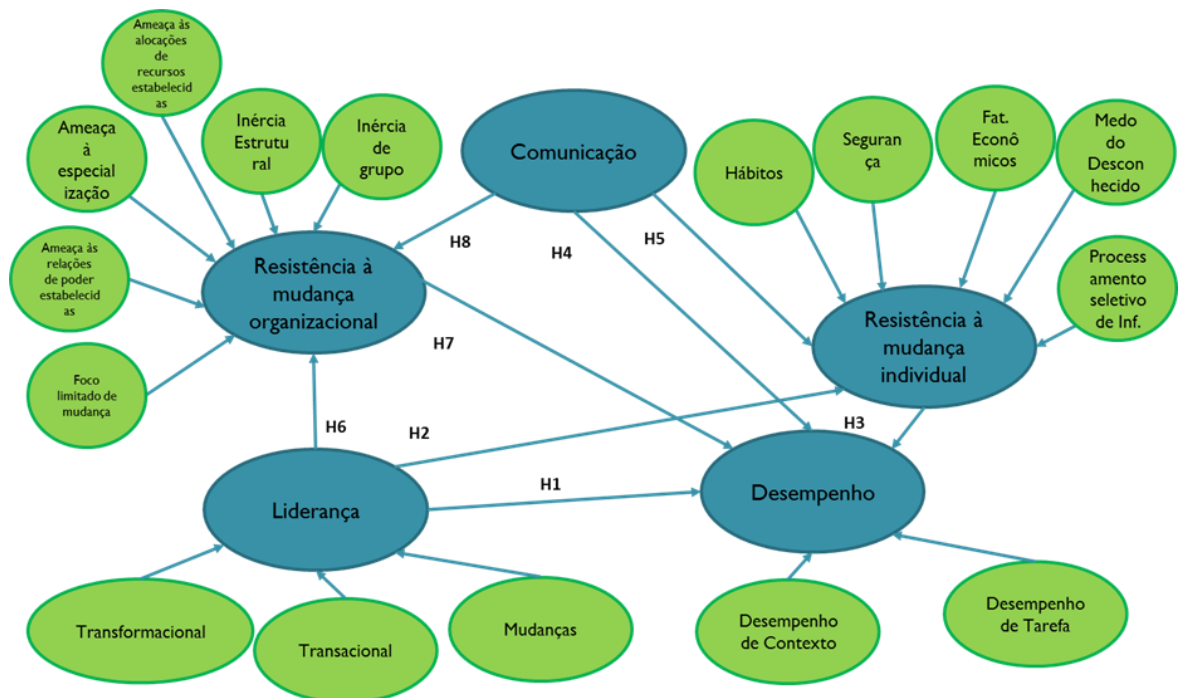 Ameaça às
alocações
de
recursos
estabelecid
as
Ameaça
à
especial
ização
Inércia
Estrutu
ral
Inércia
de
grupo
Comunicação
Hábitos
Seguran
ça
Fat.
Econô
micos
Medo
do
Descon
hecido
Ameaça às
relações
de poder
estabelecid
as
Resistência à
mudança
organizacional
H8
H4
H5
Process
amento
seletivo
de Inf.
Resistência à
mudança
individual
H7
Foco
limitado de
mudança
H6
H2
H3
Liderança
H1
Desempenho
Transformacional
Transacional
Mudanças
Desempenho
de Contexto
Desempenho
de Tarefa